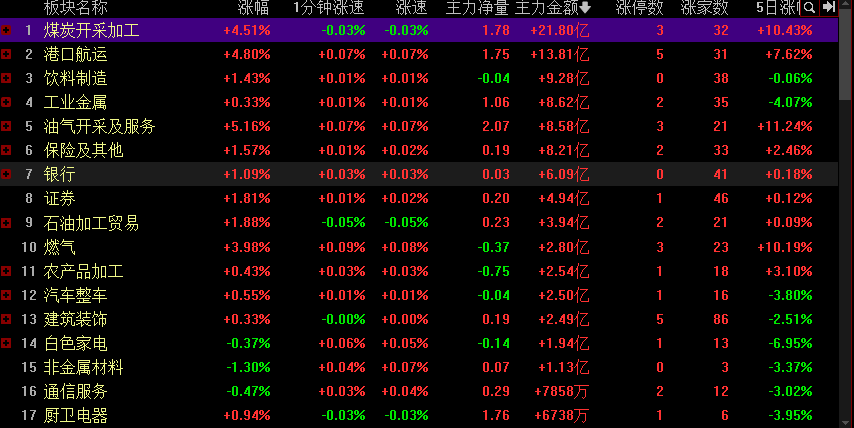 板块名称 涨幅 1分钟涨速 涨速 主力净量 主力金额 涨停数 涨家数 5日涨
1 煤炭开采加工 +4.51% -0.03% -0.03% 1.78 +21.80亿 3 32 +10.43%
2 港口航运 +4.80% +0.07% +0.07% 1.75 +13.81亿 5 31 +7.62%
3 饮料制造 +1.43% +0.01% +0.01% -0.04 +9.28亿 0 38 -0.06%
4 工业金属 +0.33% +0.01% +0.01% 1.06 +8.62亿 2 35 -4.07%
5 油气开采及服务 +5.16% +0.07% +0.07% 2.07 +8.58亿 3 21 +11.24%
6 保险及其他 +1.57% +0.01% +0.02% 0.19 +8.21亿 2 33 +2.46%
7 银行 +1.09% +0.03% +0.03% 0.03 +6.09亿 0 41 +0.18%
8 证券 +1.81% +0.01% +0.02% 0.20 +4.94亿 1 46 +0.12%
9 石油加工贸易 +1.88% -0.05% -0.05% 0.23 +3.94亿 2 21 +0.09%
10 燃气 +3.98% +0.09% +0.08% -0.37 +2.80亿 3 23 +10.19%
11 农产品加工 +0.43% +0.03% +0.03% -0.75 +2.54亿 1 18 +3.10%
12 汽车整车 +0.55% +0.01% +0.01% -0.04 +2.50亿 1 16 -3.80%
13 建筑装饰 +0.33% -0.00% +0.00% 0.19 +2.49亿 5 86 -2.51%
14 白色家电 -0.37% +0.06% +0.05% -0.14 +1.94亿 1 13 -6.95%
15 非金属材料 -1.30% +0.04% +0.07% 0.07 +1.13亿 0 3 -3.37%
16 通信服务 -0.47% +0.03% +0.04% 0.29 +7858万 2 12 -3.02%
17 厨卫电器 +0.94% -0.03% -0.03% 1.76 +6738万 1 6 -3.95%